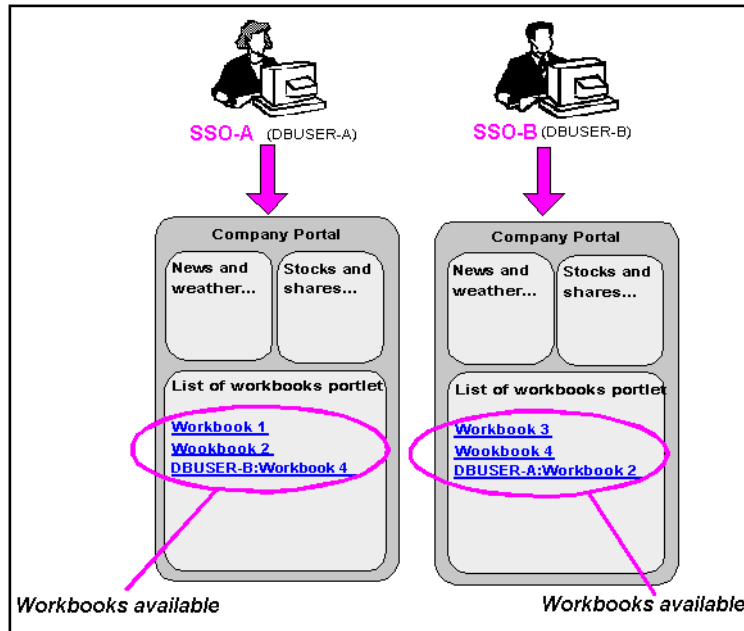 SSO-A (DBUSER-A)
SSO-B (DBUSER-B)
Company Portal
News and
weather...
Stocks and
shares...
List of workbooks portlet
Workbook 1
Wookbook 2
DBUSER-B:Workbook 4
Workbooks available
Company Portal
News and
weather...
Stocks and
shares...
List of workbooks portlet
Workbook 3
Wookbook 4
DBUSER-A:Workbook 2
Workbooks available